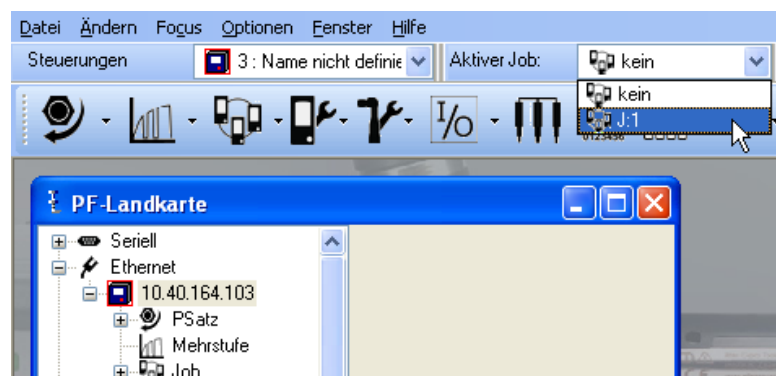 Datei Ändern Focus Optionen Fenster Hilfe
Steuerungen 3 : Name nicht definie Aktiver Job: kein
kein
J:1
I/O
0123456
PF-Landkarte
Seriell
Ethernet
10.40.164.103
PSatz
Mehrstufe
Job